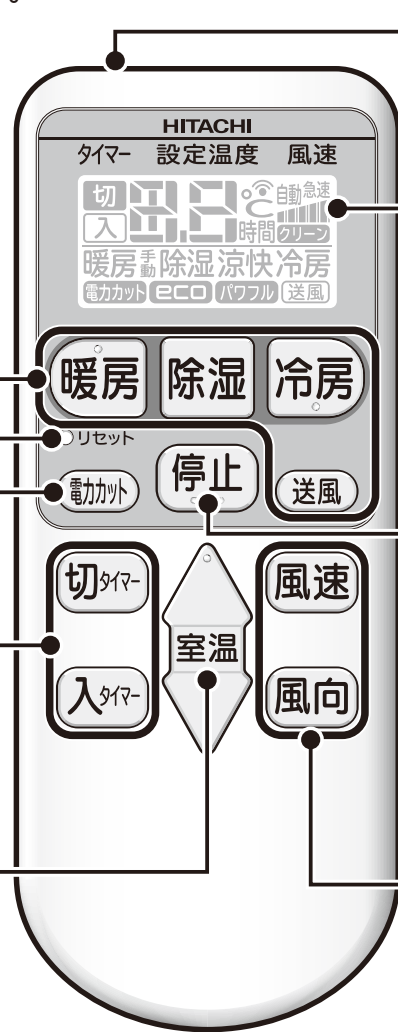 HITACHI
タイマー 設定温度 風速
切 8.8 ℃ 自動 急速
入 時間 クリーン
暖房 手動 除湿 涼快 冷房
電力カット eco パワフル 送風
暖房 除湿 冷房
リセット
電力カット 停止 送風
切タイマー 風速
室温
入タイマー 風向